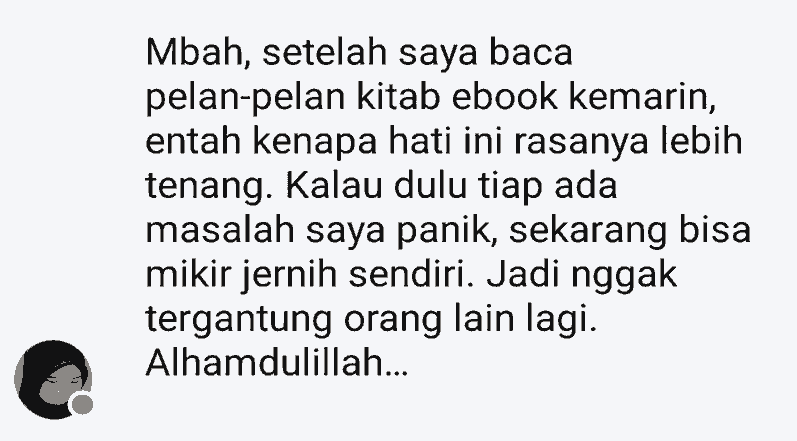 Mbah, setelah saya baca
pelan-pelan kitab ebook kemarin,
entah kenapa hati ini rasanya lebih
tenang. Kalau dulu tiap ada
masalah saya panik, sekarang bisa
mikir jernih sendiri. Jadi nggak
tergantung orang lain lagi.
Alhamdulillah...